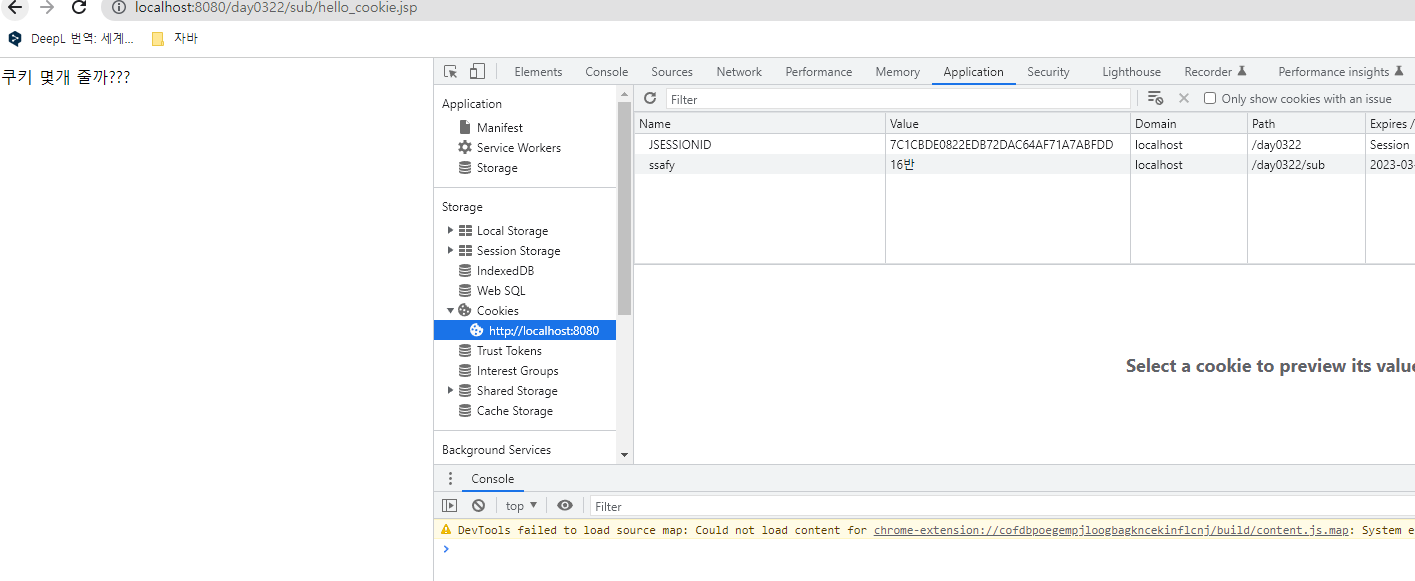 localhost:8080/day0322/sub/hello_cookie.jsp
DeepL 번역: 세계... 자바
쿠키 몇개 줄까???
Elements Console Sources Network Performance Memory Application Security Lighthouse Recorder Performance insights
Application
Manifest
Service Workers
Storage
Storage
Local Storage
Session Storage
IndexedDB
Web SQL
Cookies
http://localhost:8080
Trust Tokens
Interest Groups
Shared Storage
Cache Storage
Background Services
Filter Only show cookies with an issue
Name Value Domain Path Expires /
JSESSIONID 7C1CBDE0822EDB72DAC64AF71A7ABFDD localhost /day0322 Session
ssafy 16반 localhost /day0322/sub 2023-03-
Select a cookie to preview its value
Console
top Filter
DevTools failed to load source map: Could not load content for chrome-extension://cofdbpoegempjloogbagkncekinflcnj/build/content.js.map: System e